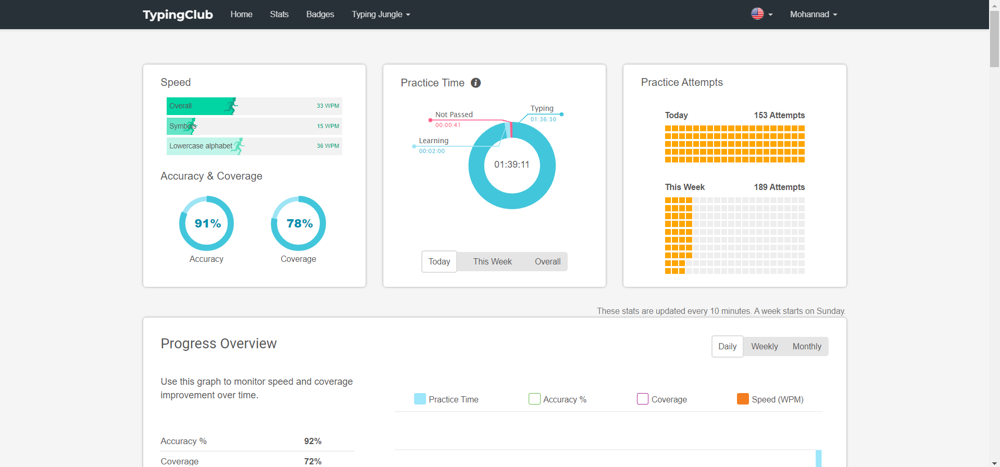 TypingClub Home Stats Badges Typing Jungle Mohannad
Speed
Overall 33 WPM
Symbols 15 WPM
Lowercase alphabet 36 WPM
Accuracy & Coverage
91% 78%
Accuracy Coverage
Practice Time i
Typing
01:36:30
Not Passed
00:00:41
Learning
00:02:00
01:39:11
Today This Week Overall
Practice Attempts
Today 153 Attempts
This Week 189 Attempts
These stats are updated every 10 minutes. A week starts on Sunday.
Progress Overview
Daily Weekly Monthly
Use this graph to monitor speed and coverage
improvement over time.
Practice Time Accuracy % Coverage Speed (WPM)
Accuracy % 92%
Coverage 72%